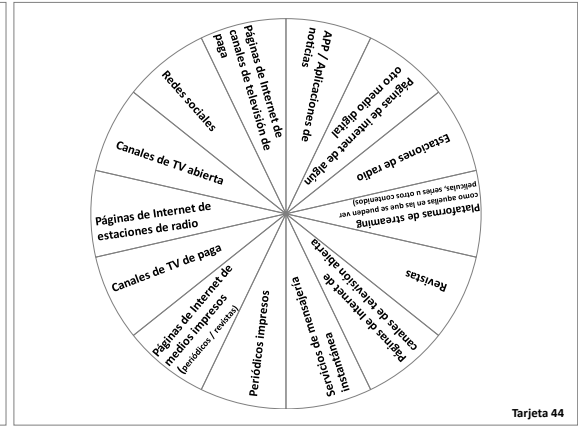 APP / Aplicaciones de
noticias
Páginas de internet de algún
otro medio digital
Estaciones de radio
Plataformas de streaming
como aquellas en las que se pueden ver
películas, series u otros contenidos)
Revistas
Páginas de Internet de
canales de televisión abierta
Servicios de mensajería
instantánea
Periódicos impresos
Páginas de Internet de
medios impresos
(periódicos / revistas)
Canales de TV de paga
Páginas de Internet de
estaciones de radio
Canales de TV abierta
Redes sociales
Páginas de Internet de
canales de televisión de
paga
Tarjeta 44